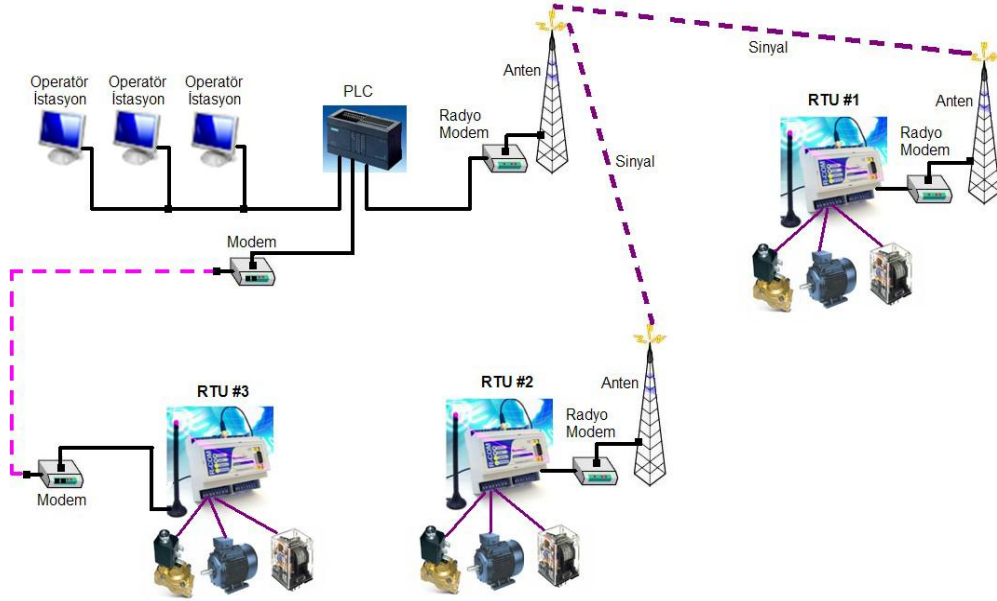 Operatör
İstasyon
Operatör
İstasyon
Operatör
İstasyon
PLC
Radyo
Modem
Anten
Sinyal
Sinyal
RTU #1
Radyo
Modem
Anten
Modem
RTU #3
Modem
RTU #2
Radyo
Modem
Anten